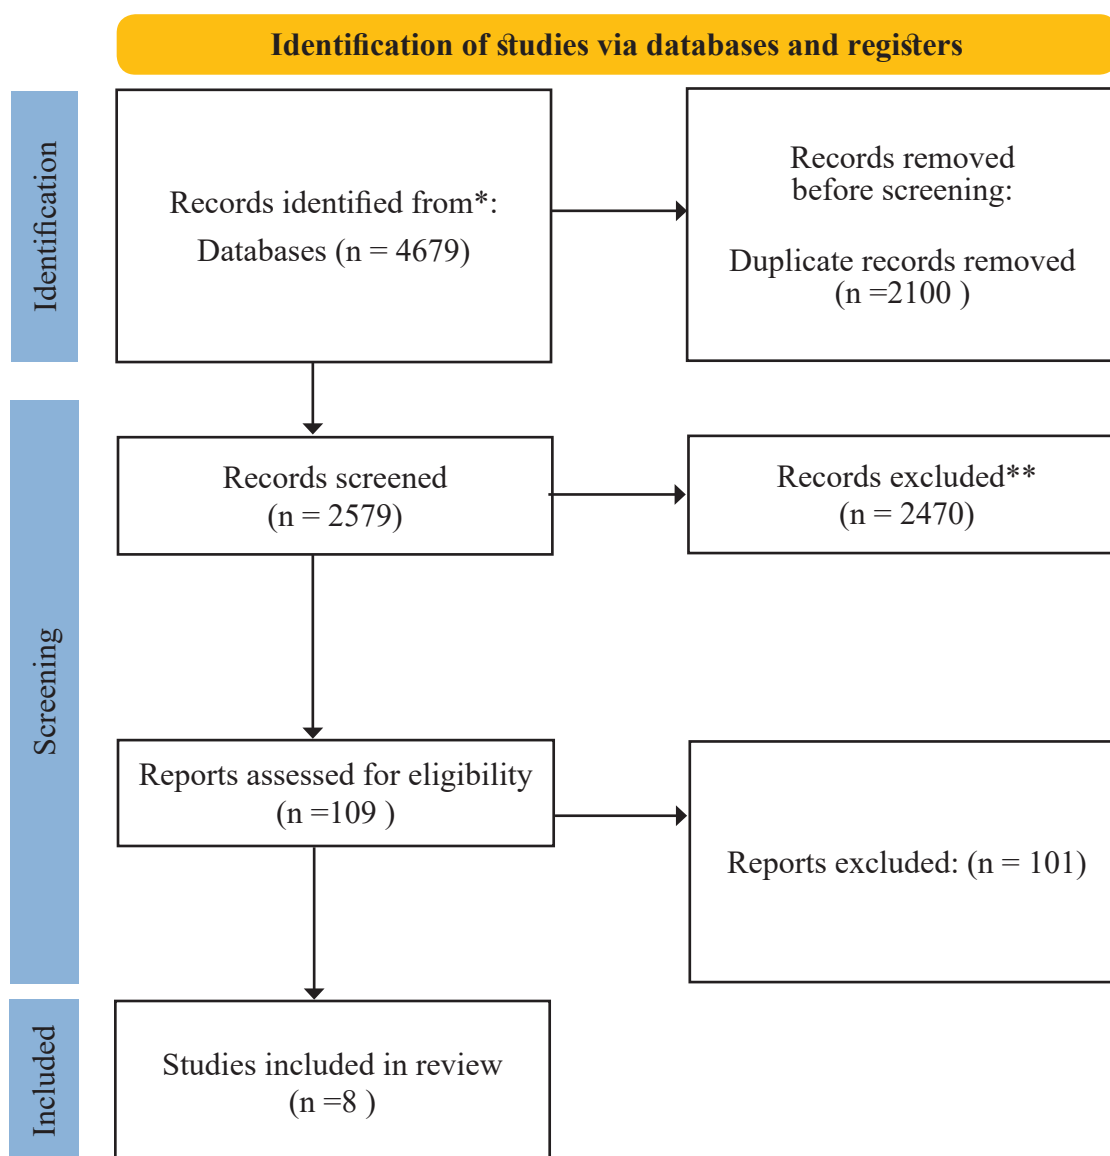 Identification of studies via databases and registers
Identification
Records identified from*:
Databases (n = 4679)
Records removed
before screening:
Duplicate records removed
(n =2100 )
Screening
Records screened
(n = 2579)
Records excluded**
(n = 2470)
Reports assessed for eligibility
(n =109 )
Reports excluded: (n = 101)
Included
Studies included in review
(n =8 )